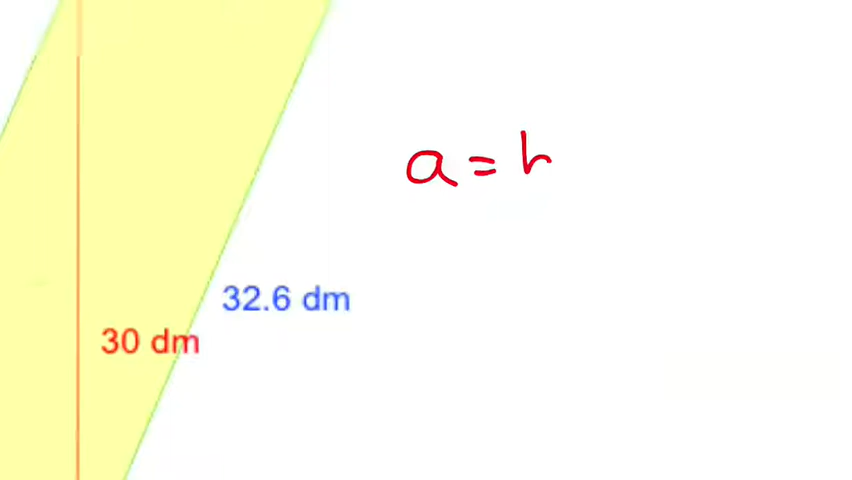 a = h
32.6 dm
30 dm